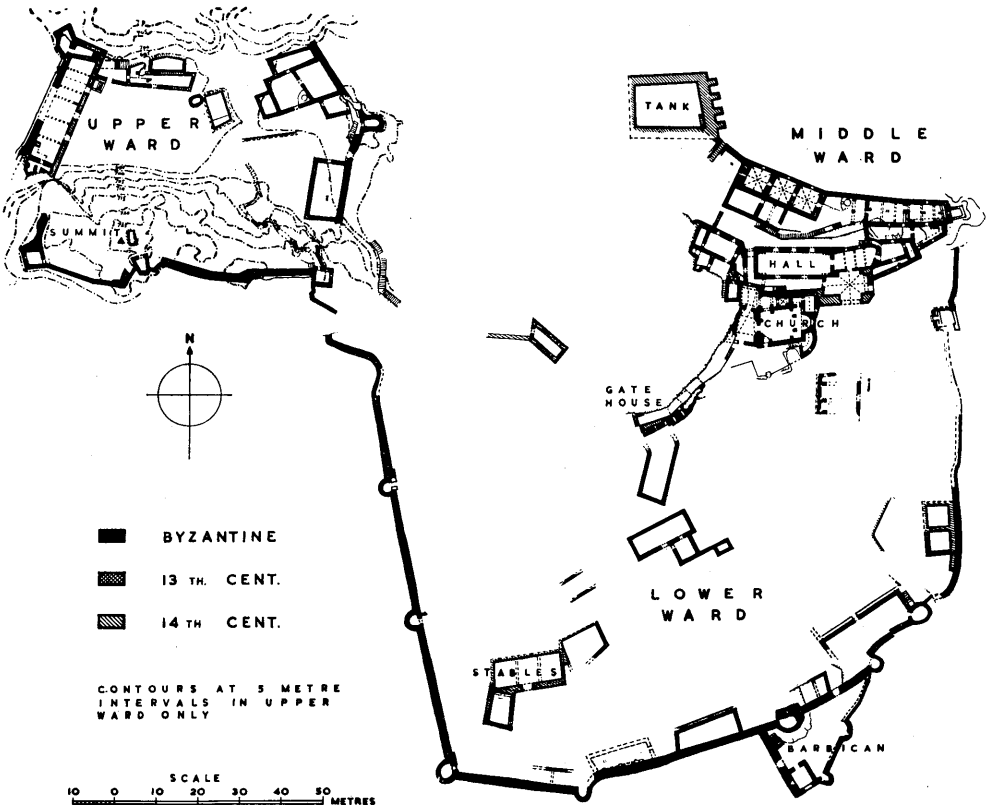 UPPER
WARD
SUMMIT
TANK
MIDDLE
WARD
HALL
CHURCH
N
GATE
HOUSE
BYZANTINE
13 TH. CENT.
14 TH CENT.
LOWER
WARD
STABLES
CONTOURS AT 5 METRE
INTERVALS IN UPPER
WARD ONLY
BARBICAN
SCALE
10 0 10 20 30 40 50 METRES